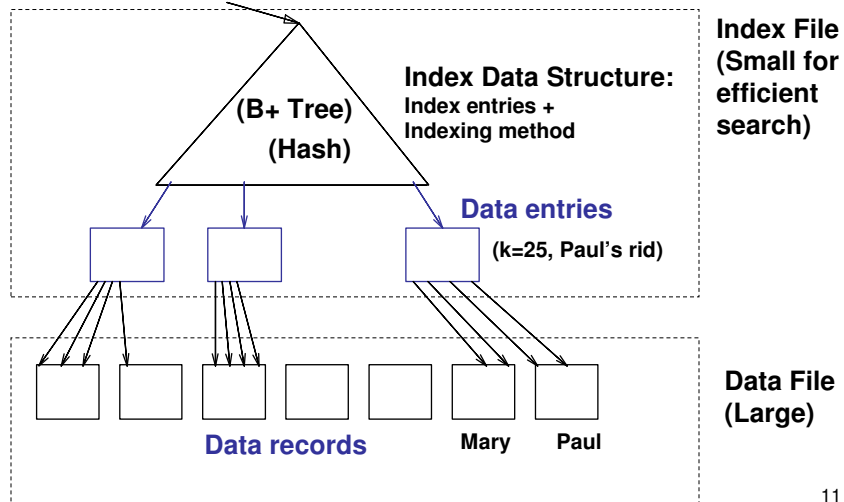 Index File
(Small for
efficient
search)
Index Data Structure:
Index entries +
Indexing method
(B+ Tree)
(Hash)
Data entries
(k=25, Paul's rid)
Data File
(Large)
Data records
Mary
Paul
11